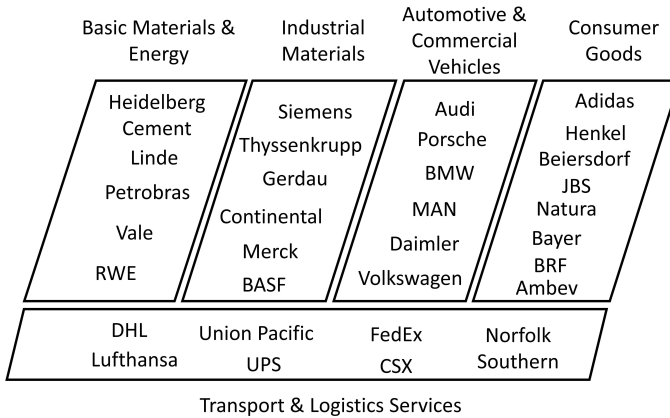 Basic Materials &
Energy
Industrial
Materials
Automotive &
Commercial
Vehicles
Consumer
Goods
Heidelberg
Cement
Linde
Petrobras
Vale
RWE
Siemens
Thyssenkrupp
Gerdau
Continental
Merck
BASF
Audi
Porsche
BMW
MAN
Daimler
Volkswagen
Adidas
Henkel
Beiersdorf
JBS
Natura
Bayer
BRF
Ambev
DHL
Lufthansa
Union Pacific
UPS
FedEx
CSX
Norfolk
Southern
Transport & Logistics Services